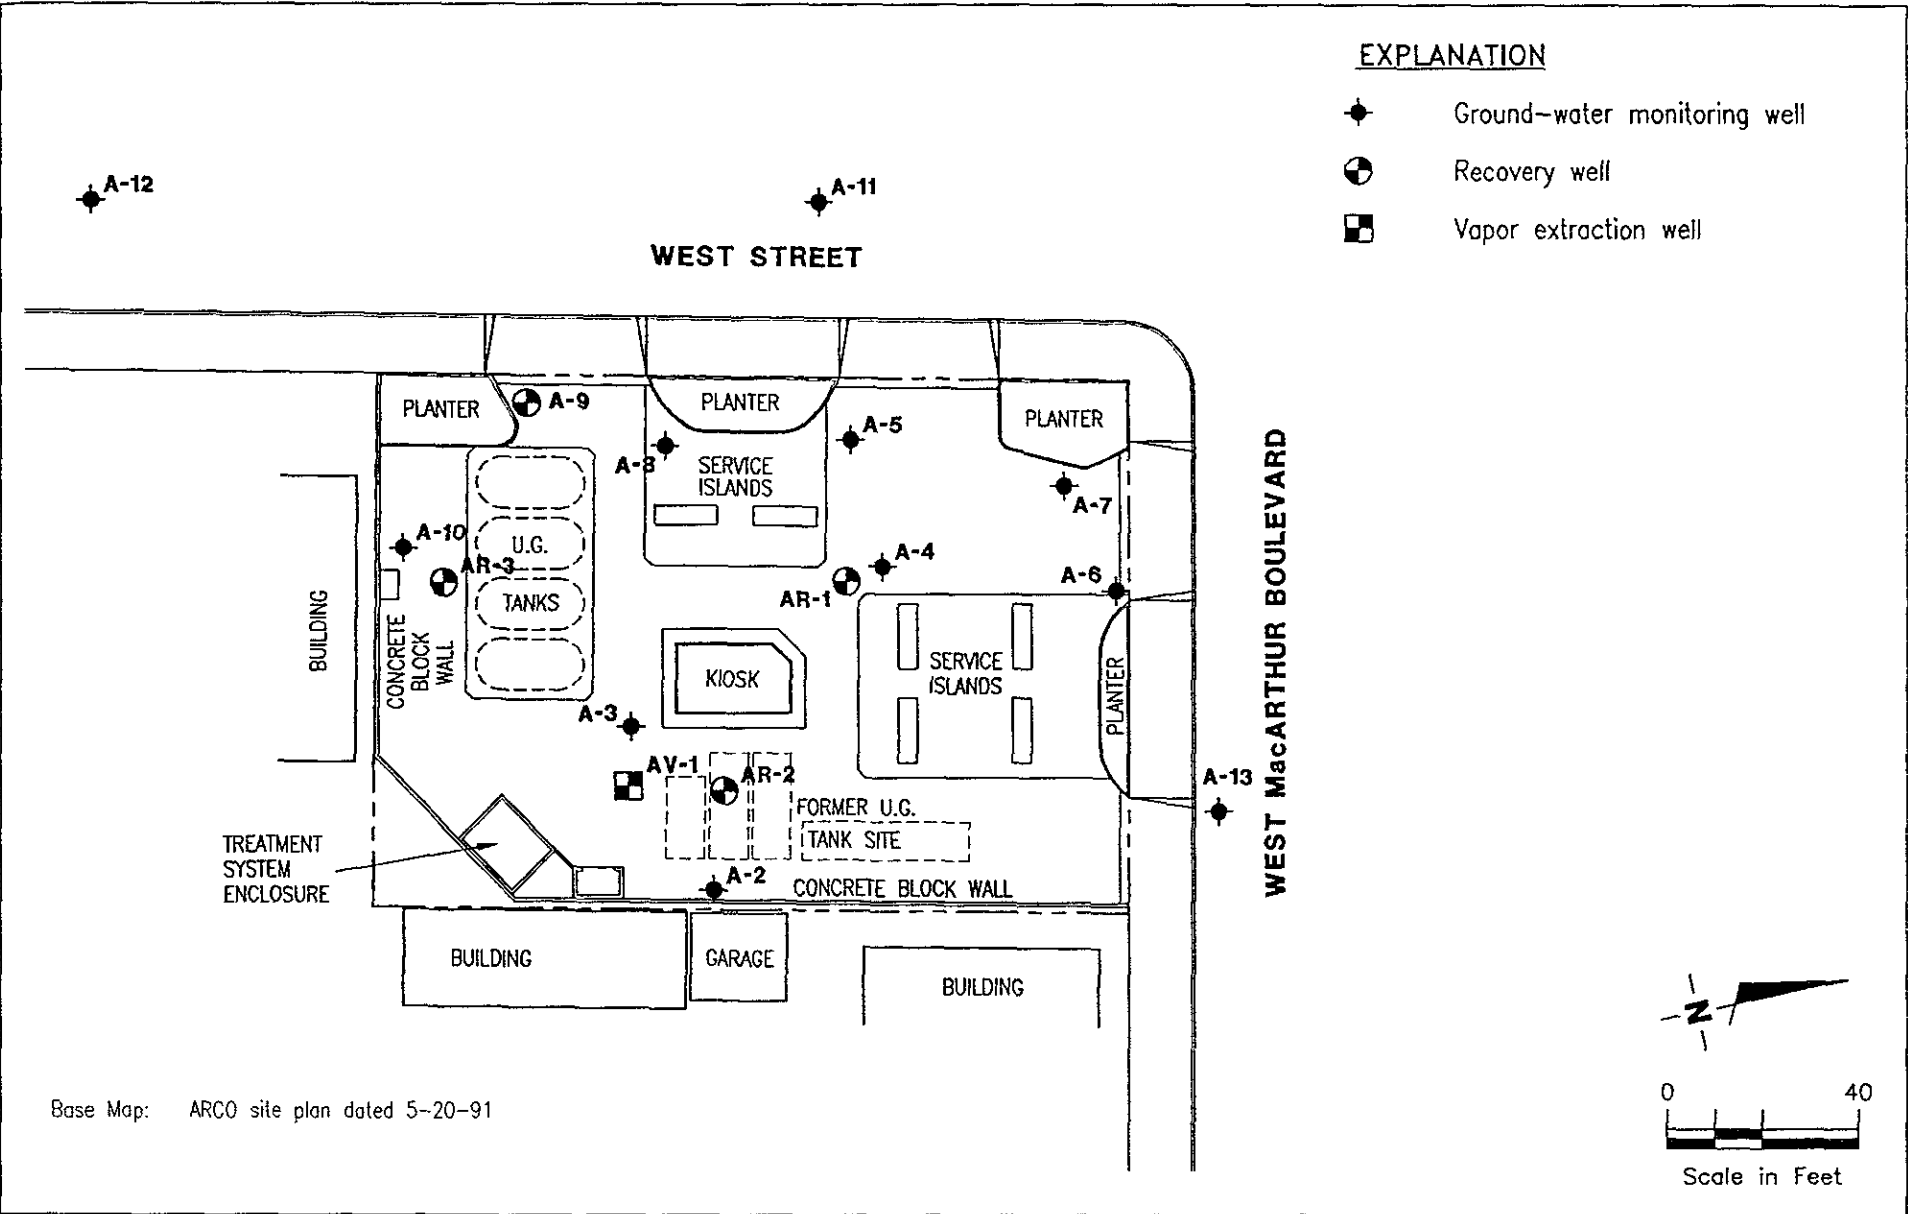 EXPLANATION
Ground-water monitoring well
Recovery well
Vapor extraction well
A-12
A-11
WEST STREET
PLANTER
A-9
PLANTER
A-5
PLANTER
A-8
SERVICE
ISLANDS
A-7
A-10
U.G.
AR-3
TANKS
A-4
AR-1
A-6
BUILDING
CONCRETE
BLOCK
WALL
KIOSK
SERVICE
ISLANDS
PLANTER
WEST MacARTHUR BOULEVARD
A-3
AV-1
AR-2
A-13
FORMER U.G.
TANK SITE
TREATMENT
SYSTEM
ENCLOSURE
A-2
CONCRETE BLOCK WALL
BUILDING
GARAGE
BUILDING
N
Base Map: ARCO site plan dated 5-20-91
0 40
Scale in Feet